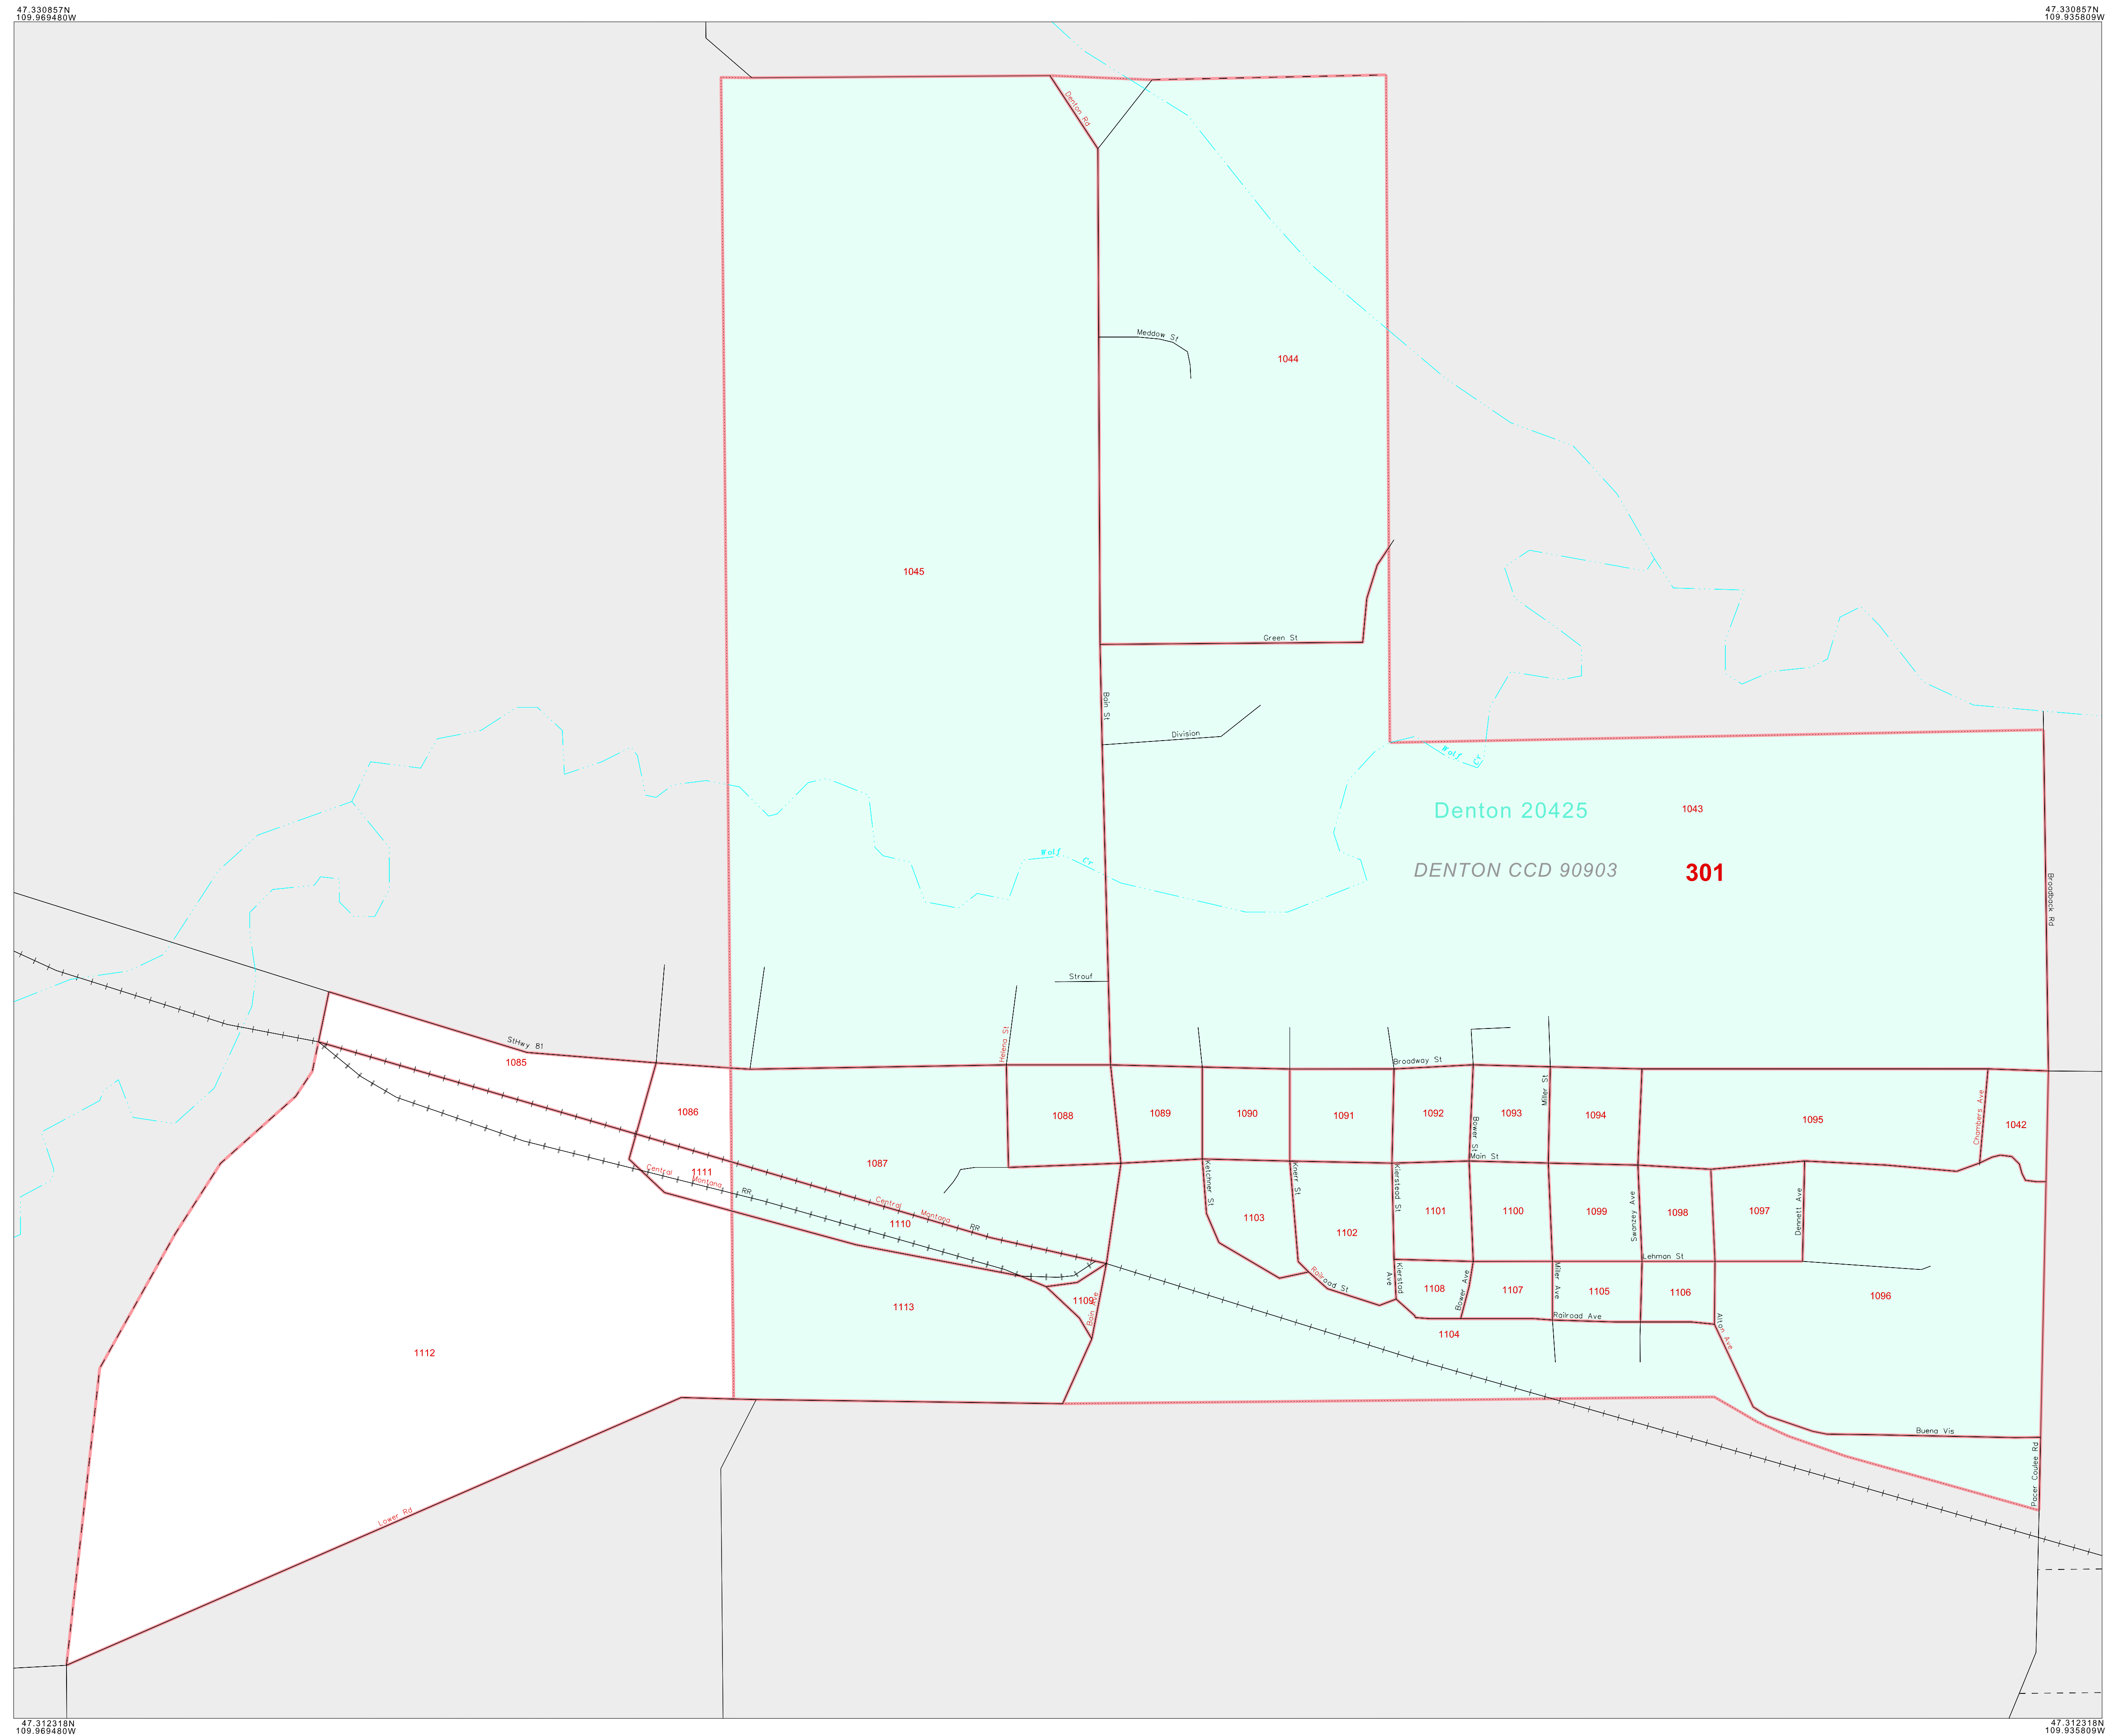 47.330857N
109.969480W
47.330857N
109.935809W
Denton Rd
Meddow St
1044
1045
Green St
Bain St
Division
Wolf Cr
Denton 20425
1043
DENTON CCD 90903
301
Wolf Cr
Broadback Rd
Strouf
StHwy 81
1085
Helena St
Broadway St
1086
1088
1089
1090
1091
1092
Bower St
1093
Miller St
1094
1095
Chambers Ave
1042
Main St
1087
1111
Central Montana RR
Central Montana RR
1110
Ketchner St
1103
Knerr St
1102
Kierstead St
1101
1100
1099
Swanzey Ave
1098
1097
Dennett Ave
Lehman St
Railroad St
Kierstad Ave
1108
Bower Ave
1107
Miller Ave
1105
1106
1096
Railroad Ave
1104
Alton Ave
1109
Bain Ave
1113
1112
Buena Vis
Pacer Coulee Rd
Lower Rd
47.312318N
109.969480W
47.312318N
109.935809W